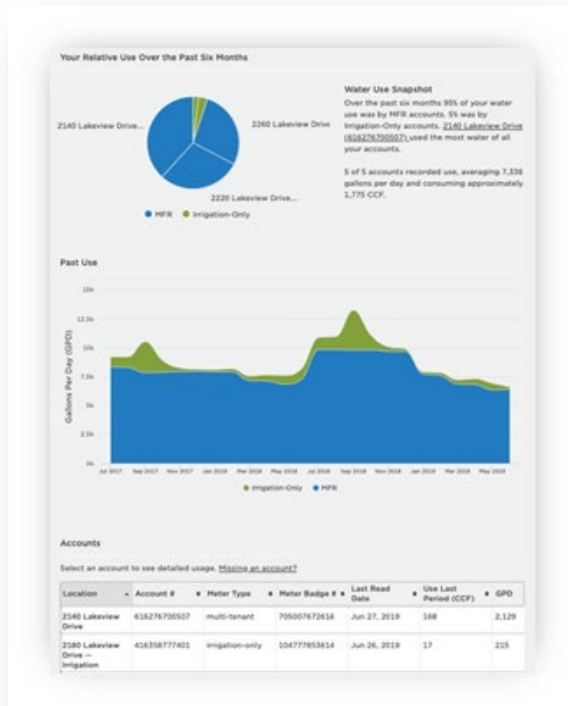 Your Relative Use Over the Past Six Months
2140 Lakeview Drive...
2260 Lakeview Drive
2220 Lakeview Drive...
MFR Irrigation-Only
Water Use Snapshot
Over the past six months 95% of your water
use was by MFR accounts. 5% was by
Irrigation-Only accounts. 2140 Lakeview Drive
(616276700507) used the most water of all
your accounts.
5 of 5 accounts recorded use, averaging 7,338
gallons per day and consuming approximately
1,775 CCF.
Past Use
Gallons Per Day (GPD)
15k
12.5k
10k
7.5k
5k
2.5k
0k
Jul 2017 Sep 2017 Nov 2017 Jan 2018 Mar 2018 May 2018 Jul 2018 Sep 2018 Nov 2018 Jan 2019 Mar 2019 May 2019
Irrigation-Only MFR
Accounts
Select an account to see detailed usage. Missing an account?
Location Account # Meter Type Meter Badge # Last Read Date Use Last Period (CCF) GPD
2140 Lakeview Drive 616276700507 multi-tenant 705007672616 Jun 27, 2019 168 2,129
2180 Lakeview Drive — Irrigation 416358777401 irrigation-only 104777853614 Jun 26, 2019 17 215